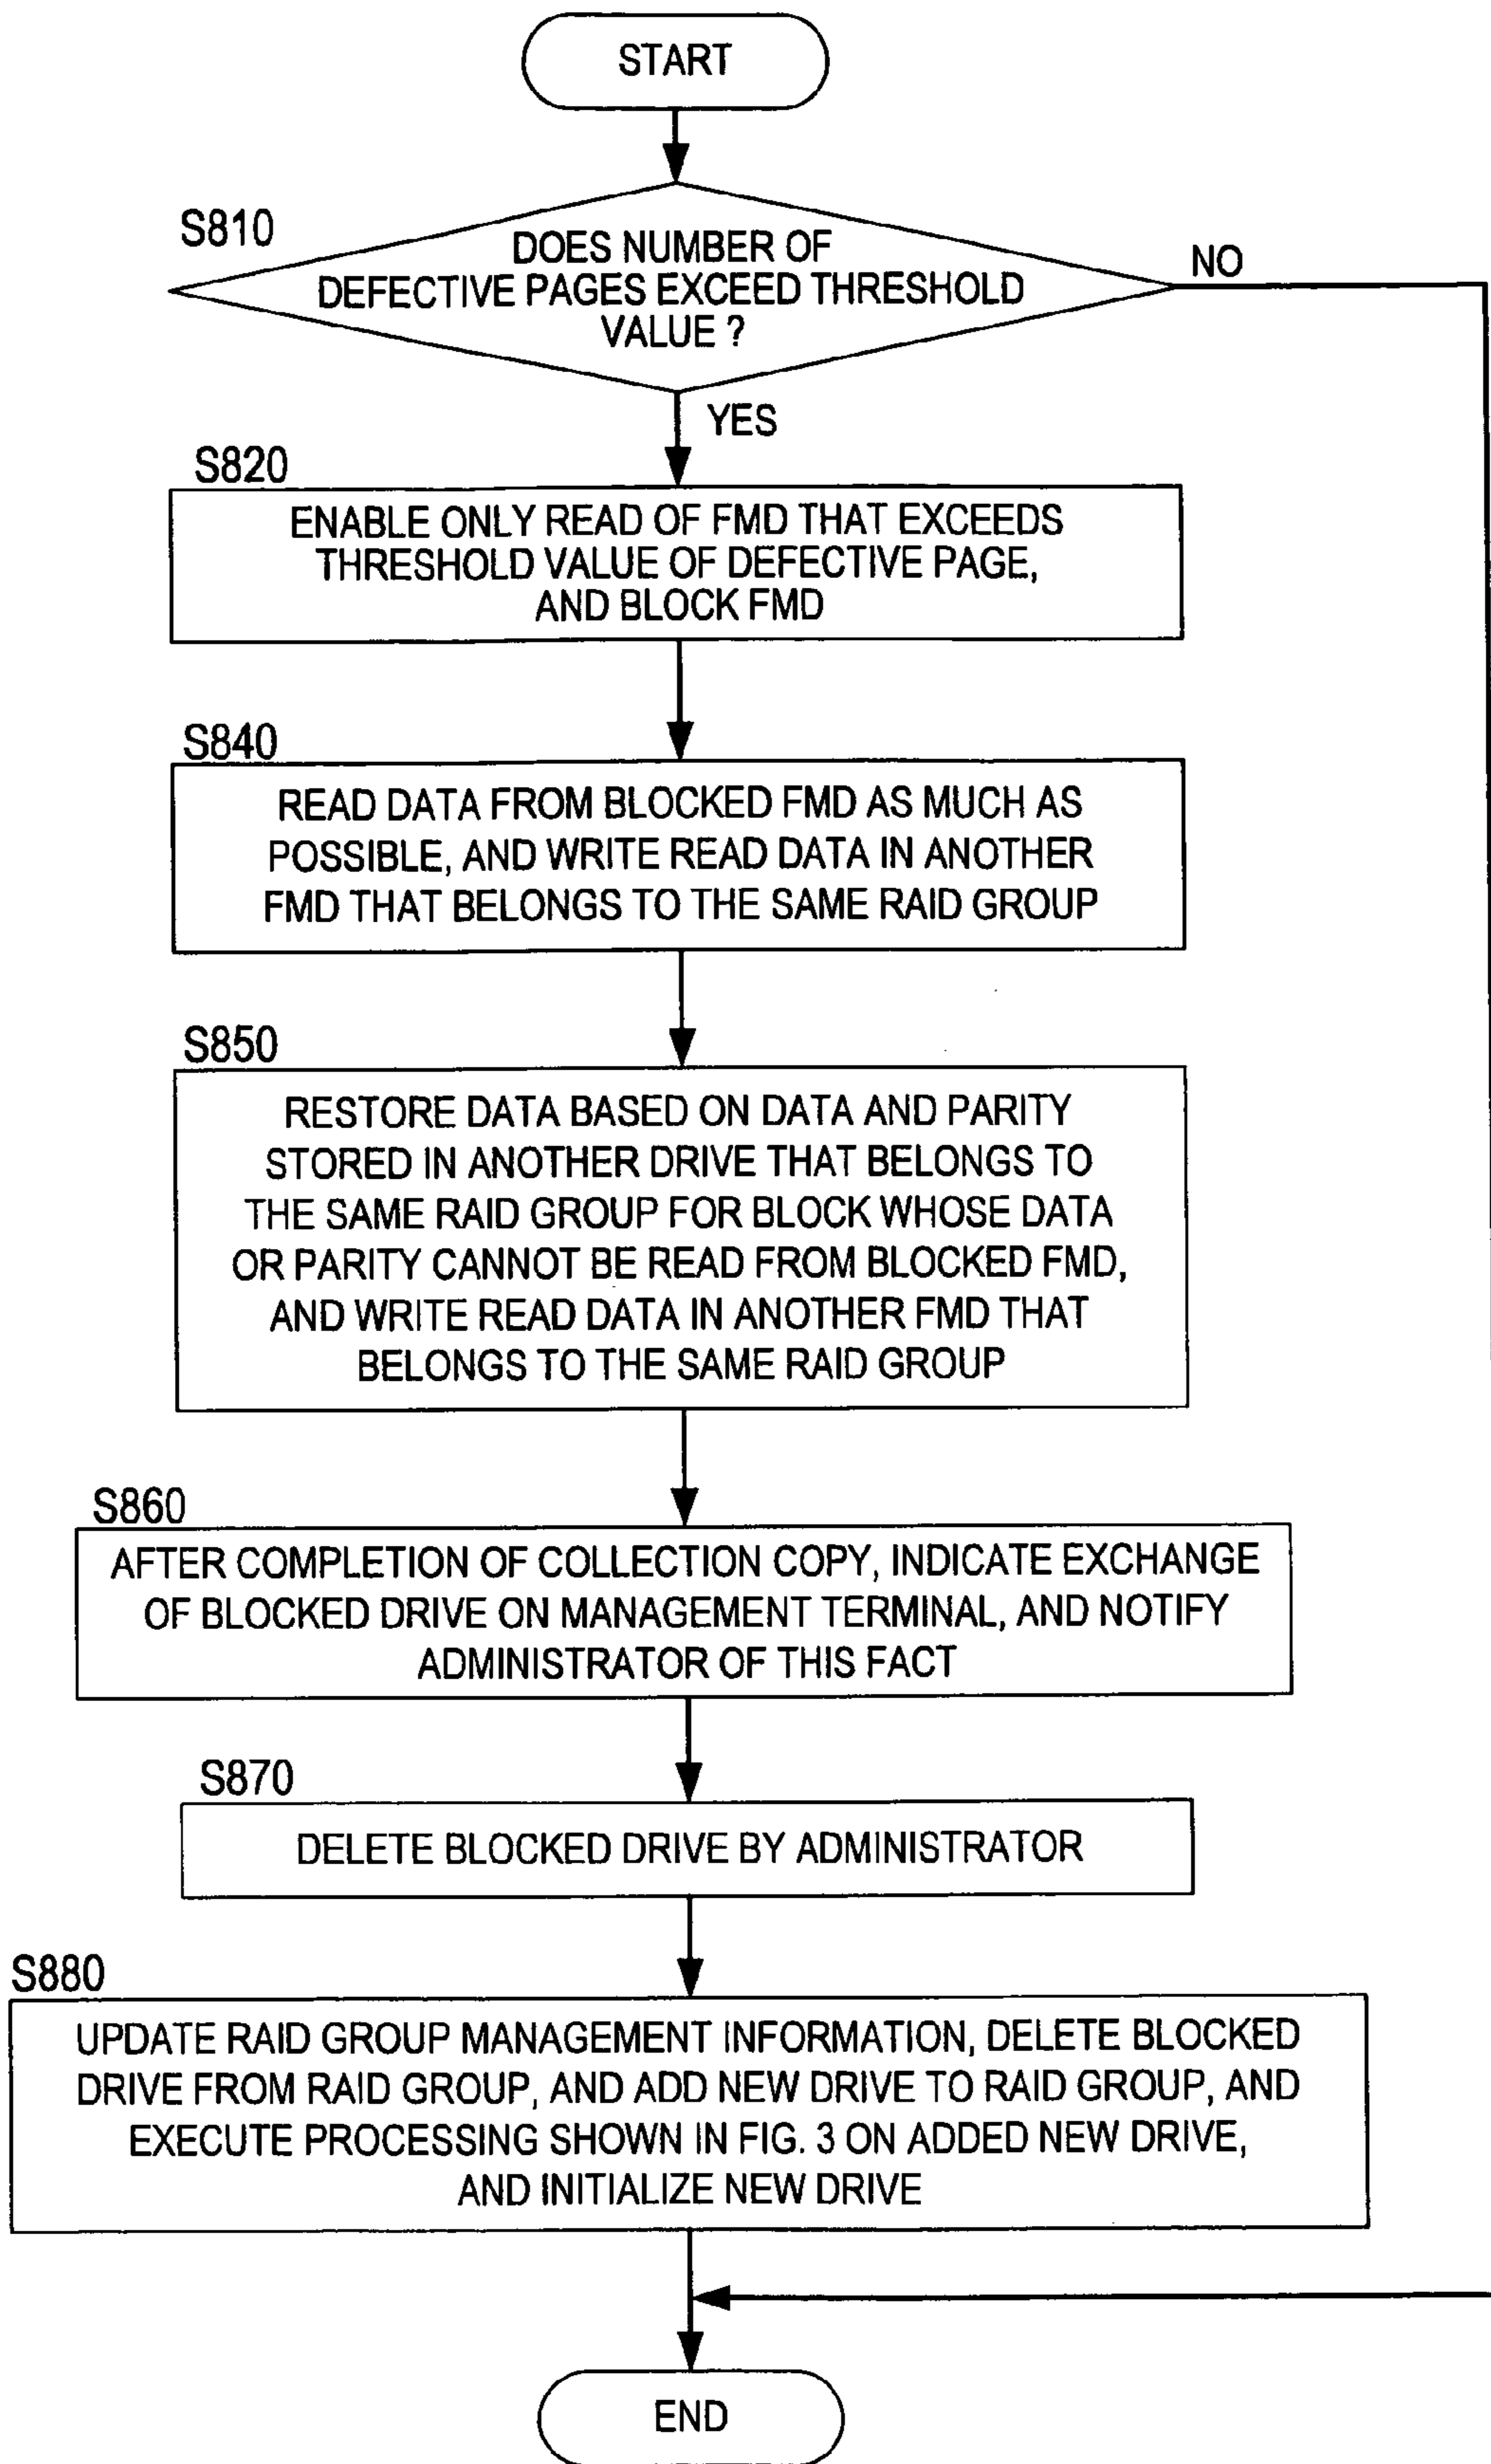 START
S810
DOES NUMBER OF
DEFECTIVE PAGES EXCEED THRESHOLD
VALUE ?
NO
YES
S820
ENABLE ONLY READ OF FMD THAT EXCEEDS
THRESHOLD VALUE OF DEFECTIVE PAGE,
AND BLOCK FMD
S840
READ DATA FROM BLOCKED FMD AS MUCH AS
POSSIBLE, AND WRITE READ DATA IN ANOTHER
FMD THAT BELONGS TO THE SAME RAID GROUP
S850
RESTORE DATA BASED ON DATA AND PARITY
STORED IN ANOTHER DRIVE THAT BELONGS TO
THE SAME RAID GROUP FOR BLOCK WHOSE DATA
OR PARITY CANNOT BE READ FROM BLOCKED FMD,
AND WRITE READ DATA IN ANOTHER FMD THAT
BELONGS TO THE SAME RAID GROUP
S860
AFTER COMPLETION OF COLLECTION COPY, INDICATE EXCHANGE
OF BLOCKED DRIVE ON MANAGEMENT TERMINAL, AND NOTIFY
ADMINISTRATOR OF THIS FACT
S870
DELETE BLOCKED DRIVE BY ADMINISTRATOR
S880
UPDATE RAID GROUP MANAGEMENT INFORMATION, DELETE BLOCKED
DRIVE FROM RAID GROUP, AND ADD NEW DRIVE TO RAID GROUP, AND
EXECUTE PROCESSING SHOWN IN FIG. 3 ON ADDED NEW DRIVE,
AND INITIALIZE NEW DRIVE
END